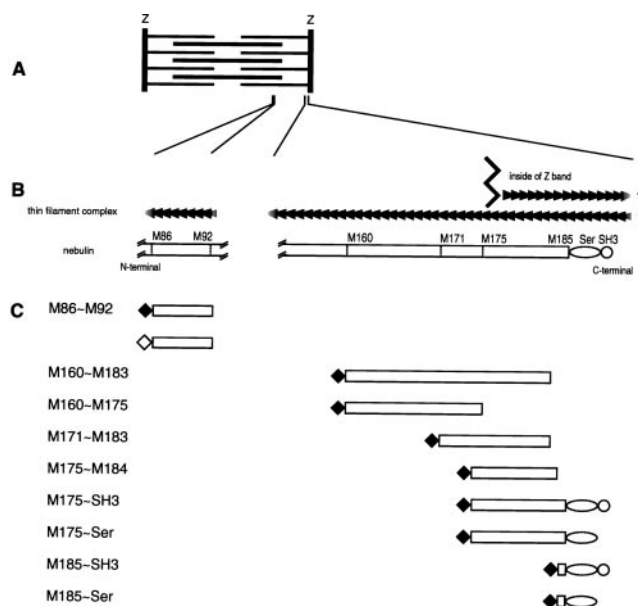 Z Z
A
B
inside of Z band
thin filament complex
M86 M92 M160 M171 M175 M185 Ser SH3
nebulin
N-terminal C-terminal
C
M86~M92
M160~M183
M160~M175
M171~M183
M175~M184
M175~SH3
M175~Ser
M185~SH3
M185~Ser